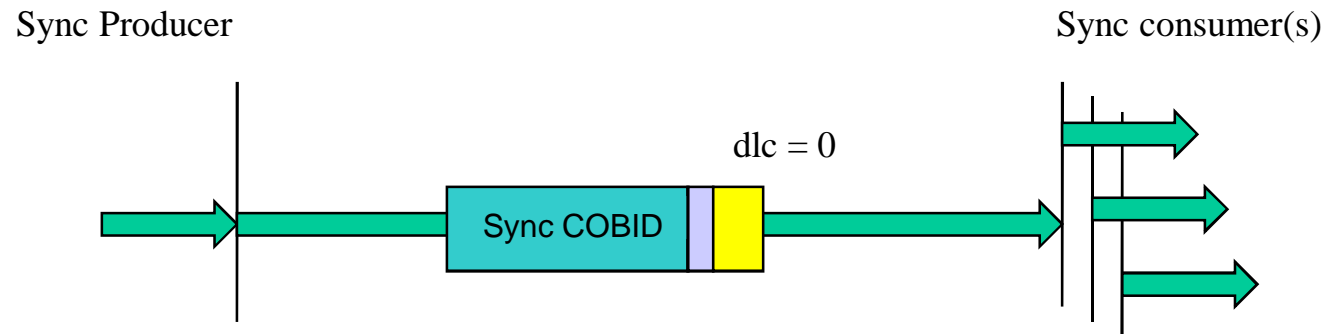 Sync Producer
Sync consumer(s)
dlc = 0
Sync COBID